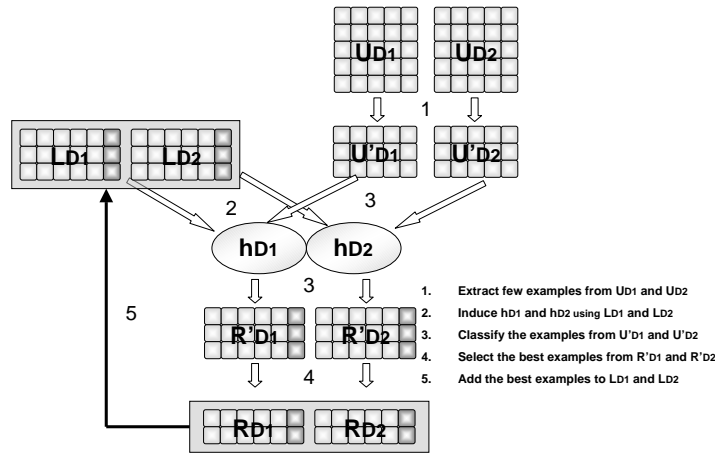 UD1 UD2
1
U'D1 U'D2
LD1 LD2
2 3
hD1 hD2
3
5
R'D1 R'D2
4
RD1 RD2
1. Extract few examples from UD1 and UD2
2. Induce hD1 and hD2 using LD1 and LD2
3. Classify the examples from U'D1 and U'D2
4. Select the best examples from R'D1 and R'D2
5. Add the best examples to LD1 and LD2